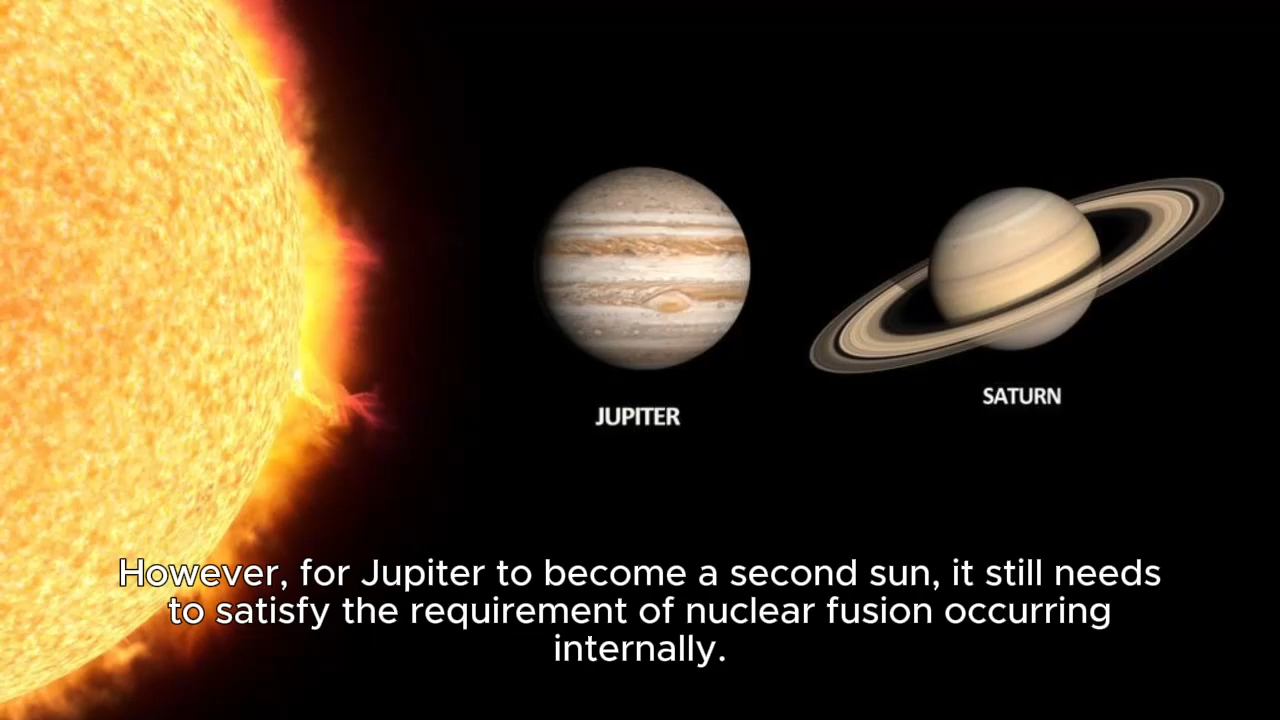 JUPITER
SATURN
However, for Jupiter to become a second sun, it still needs
to satisfy the requirement of nuclear fusion occurring
internally.